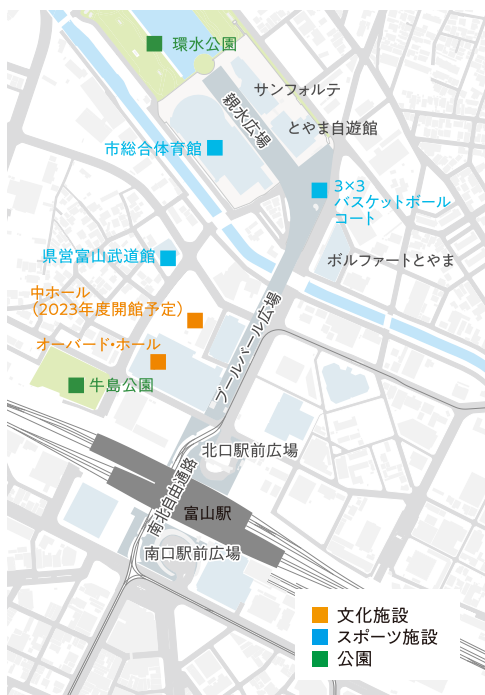 環水公園
サンフォルテ
親水広場
とやま自遊館
市総合体育館
3×3
バスケットボール
コート
県営富山武道館
ボルファートとやま
中ホール
(2023年度開館予定)
ブールバール広場
オーバード・ホール
牛島公園
北口駅前広場
南北自由通路
富山駅
南口駅前広場
文化施設
スポーツ施設
公園